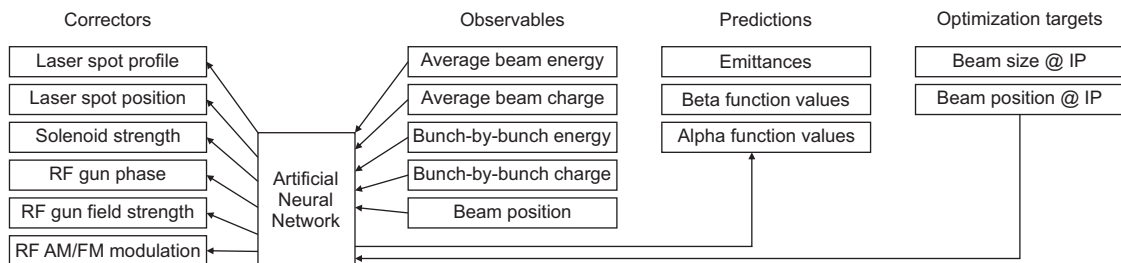 Correctors
Laser spot profile
Laser spot position
Solenoid strength
RF gun phase
RF gun field strength
RF AM/FM modulation
Artificial
Neural
Network
Observables
Average beam energy
Average beam charge
Bunch-by-bunch energy
Bunch-by-bunch charge
Beam position
Predictions
Emittances
Beta function values
Alpha function values
Optimization targets
Beam size @ IP
Beam position @ IP